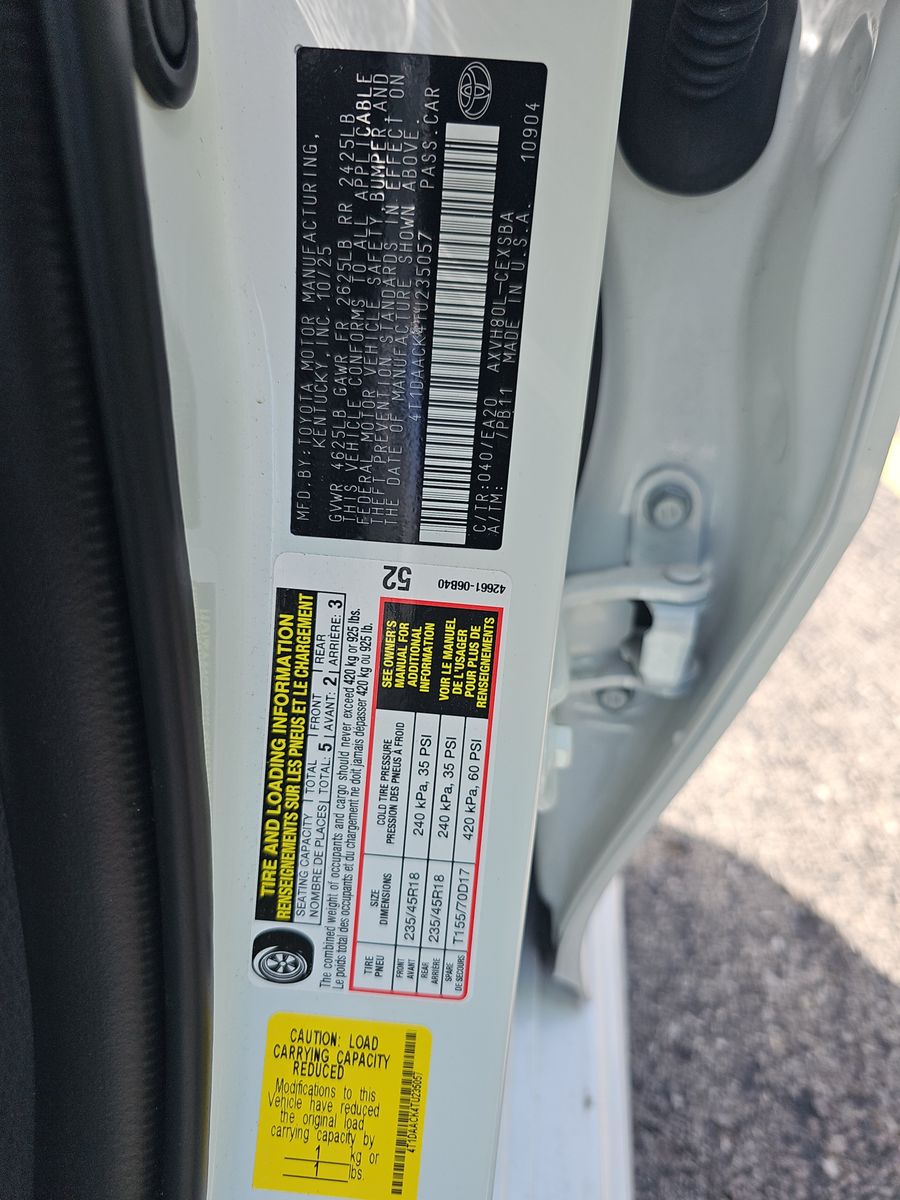 MFD.BY:TOYOTA MOTOR MANUFACTURING,
KENTUCKY, INC. 10/25
GVWR 4625LB GAWR FR 2625LB RR 2425LB
THIS VEHICLE CONFORMS TO ALL APPLICABLE
FEDERAL MOTOR VEHICLE SAFETY,BUMPER,AND
THEFT PREVENTION STANDARDS IN EFFECT ON
THE DATE OF MANUFACTURE SHOWN ABOVE.
4T1DAACK4TU235057 PASS.CAR
C/TR:040/EA20 AXVH80L-CEXSBA
A/TM: /PB11 MADE IN U.S.A. 10904
TIRE AND LOADING INFORMATION
RENSEIGNEMENTS SUR LES PNEUS ET LE CHARGEMENT
SEATING CAPACITY | TOTAL | FRONT | REAR
NOMBRE DE PLACES | TOTAL: 5 | AVANT: 2 | ARRIÈRE: 3
The combined weight of occupants and cargo should never exceed 420 kg or 925 lbs.
Le poids total des occupants et du chargement ne doit jamais dépasser 420 kg ou 925 lb.
52
42661-06B40
TIRE PNEU
SIZE DIMENSIONS
COLD TIRE PRESSURE
PRESSION DES PNEUS À FROID
FRONT AVANT 235/45R18 240 kPa, 35 PSI
REAR ARRIÈRE 235/45R18 240 kPa, 35 PSI
SPARE DE SECOURS T155/70D17 420 kPa, 60 PSI
SEE OWNER'S
MANUAL FOR
ADDITIONAL
INFORMATION
VOIR LE MANUEL
DE L'USAGER
POUR PLUS DE
RENSEIGNEMENTS
CAUTION: LOAD
CARRYING CAPACITY
REDUCED
Modifications to this
Vehicle have reduced
the original load
carrying capacity by
1 kg or
1 lbs.
4T1DAACK4TU235057